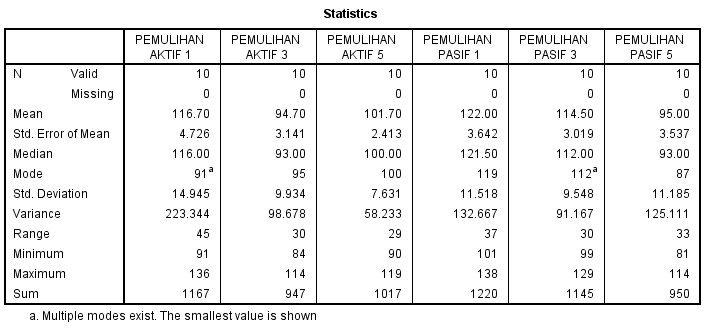 Statistics
PEMULIHAN AKTIF 1 PEMULIHAN AKTIF 3 PEMULIHAN AKTIF 5 PEMULIHAN PASIF 1 PEMULIHAN PASIF 3 PEMULIHAN PASIF 5
N Valid 10 10 10 10 10 10
Missing 0 0 0 0 0 0
Mean 116.70 94.70 101.70 122.00 114.50 95.00
Std. Error of Mean 4.726 3.141 2.413 3.642 3.019 3.537
Median 116.00 93.00 100.00 121.50 112.00 93.00
Mode 91a 95 100 119 112a 87
Std. Deviation 14.945 9.934 7.631 11.518 9.548 11.185
Variance 223.344 98.678 58.233 132.667 91.167 125.111
Range 45 30 29 37 30 33
Minimum 91 84 90 101 99 81
Maximum 136 114 119 138 129 114
Sum 1167 947 1017 1220 1145 950
a. Multiple modes exist. The smallest value is shown